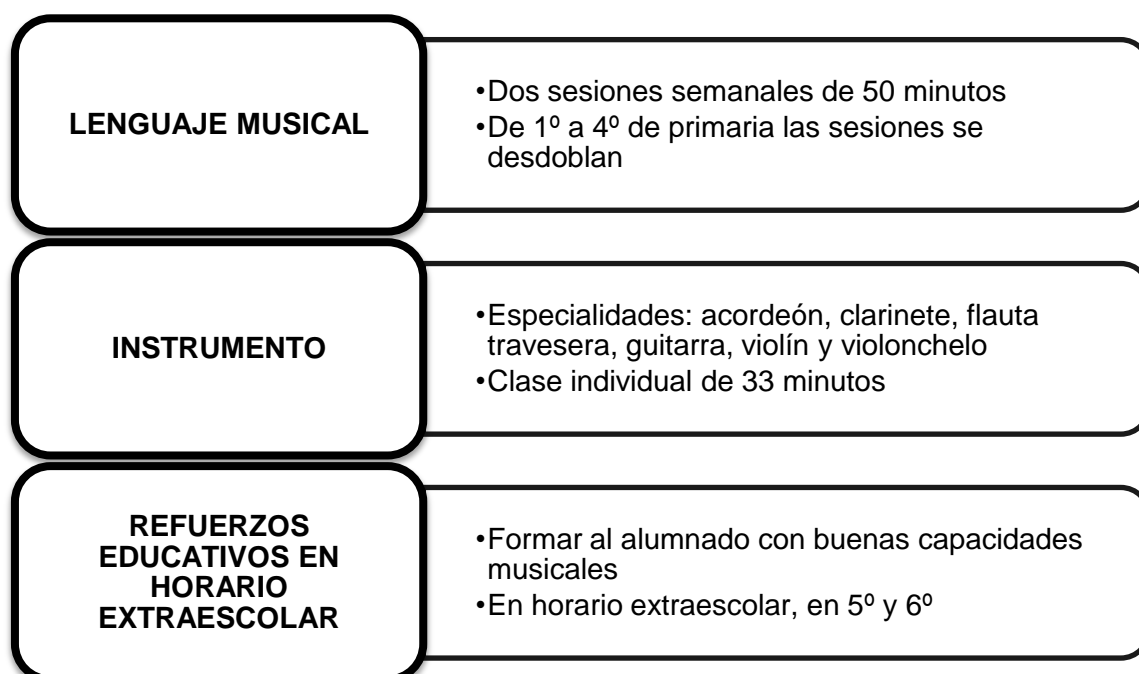 LENGUAJE MUSICAL
•Dos sesiones semanales de 50 minutos
•De 1º a 4º de primaria las sesiones se
desdoblan
INSTRUMENTO
•Especialidades: acordeón, clarinete, flauta
travesera, guitarra, violín y violonchelo
•Clase individual de 33 minutos
REFUERZOS
EDUCATIVOS EN
HORARIO
EXTRAESCOLAR
•Formar al alumnado con buenas capacidades
musicales
•En horario extraescolar, en 5º y 6º